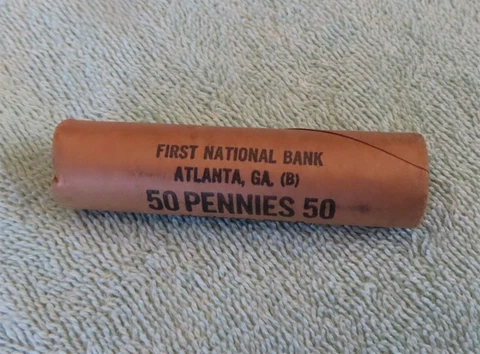 FIRST NATIONAL BANK
ATLANTA, GA. (B)
50 PENNIES 50